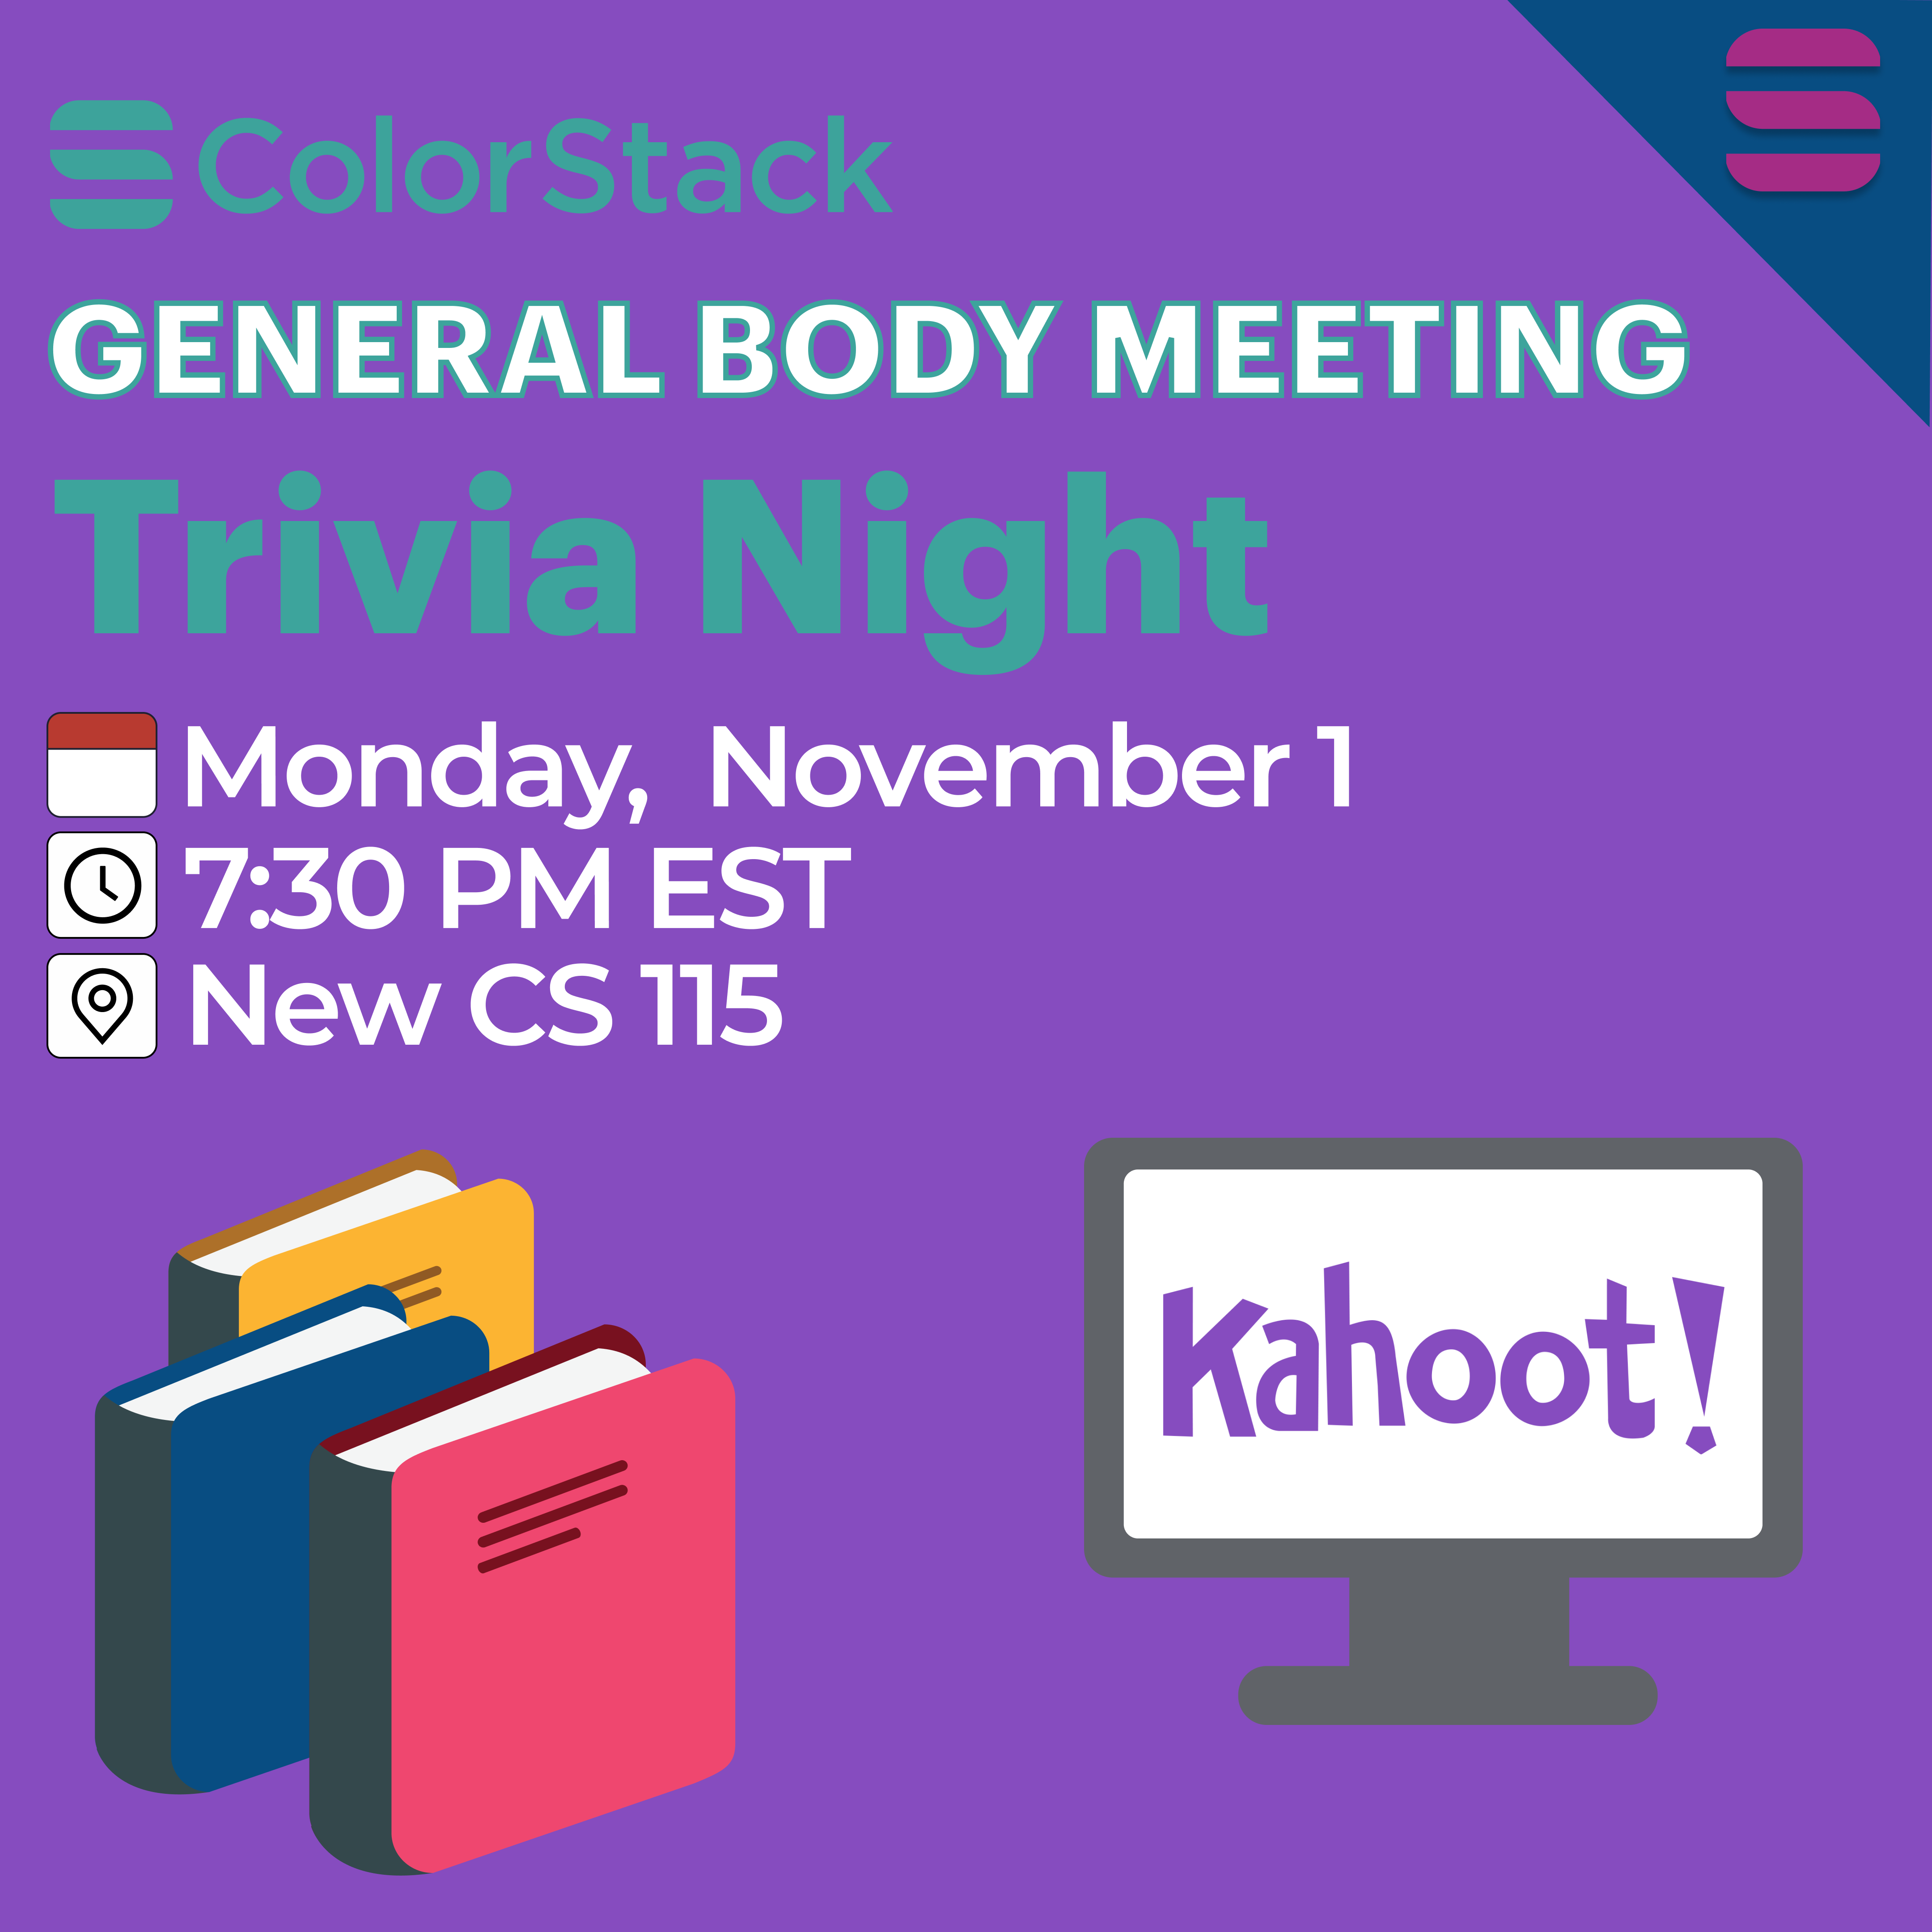 ColorStack
GENERAL BODY MEETING
Trivia Night
Monday, November 1
7:30 PM EST
New CS 115
Kahoot!